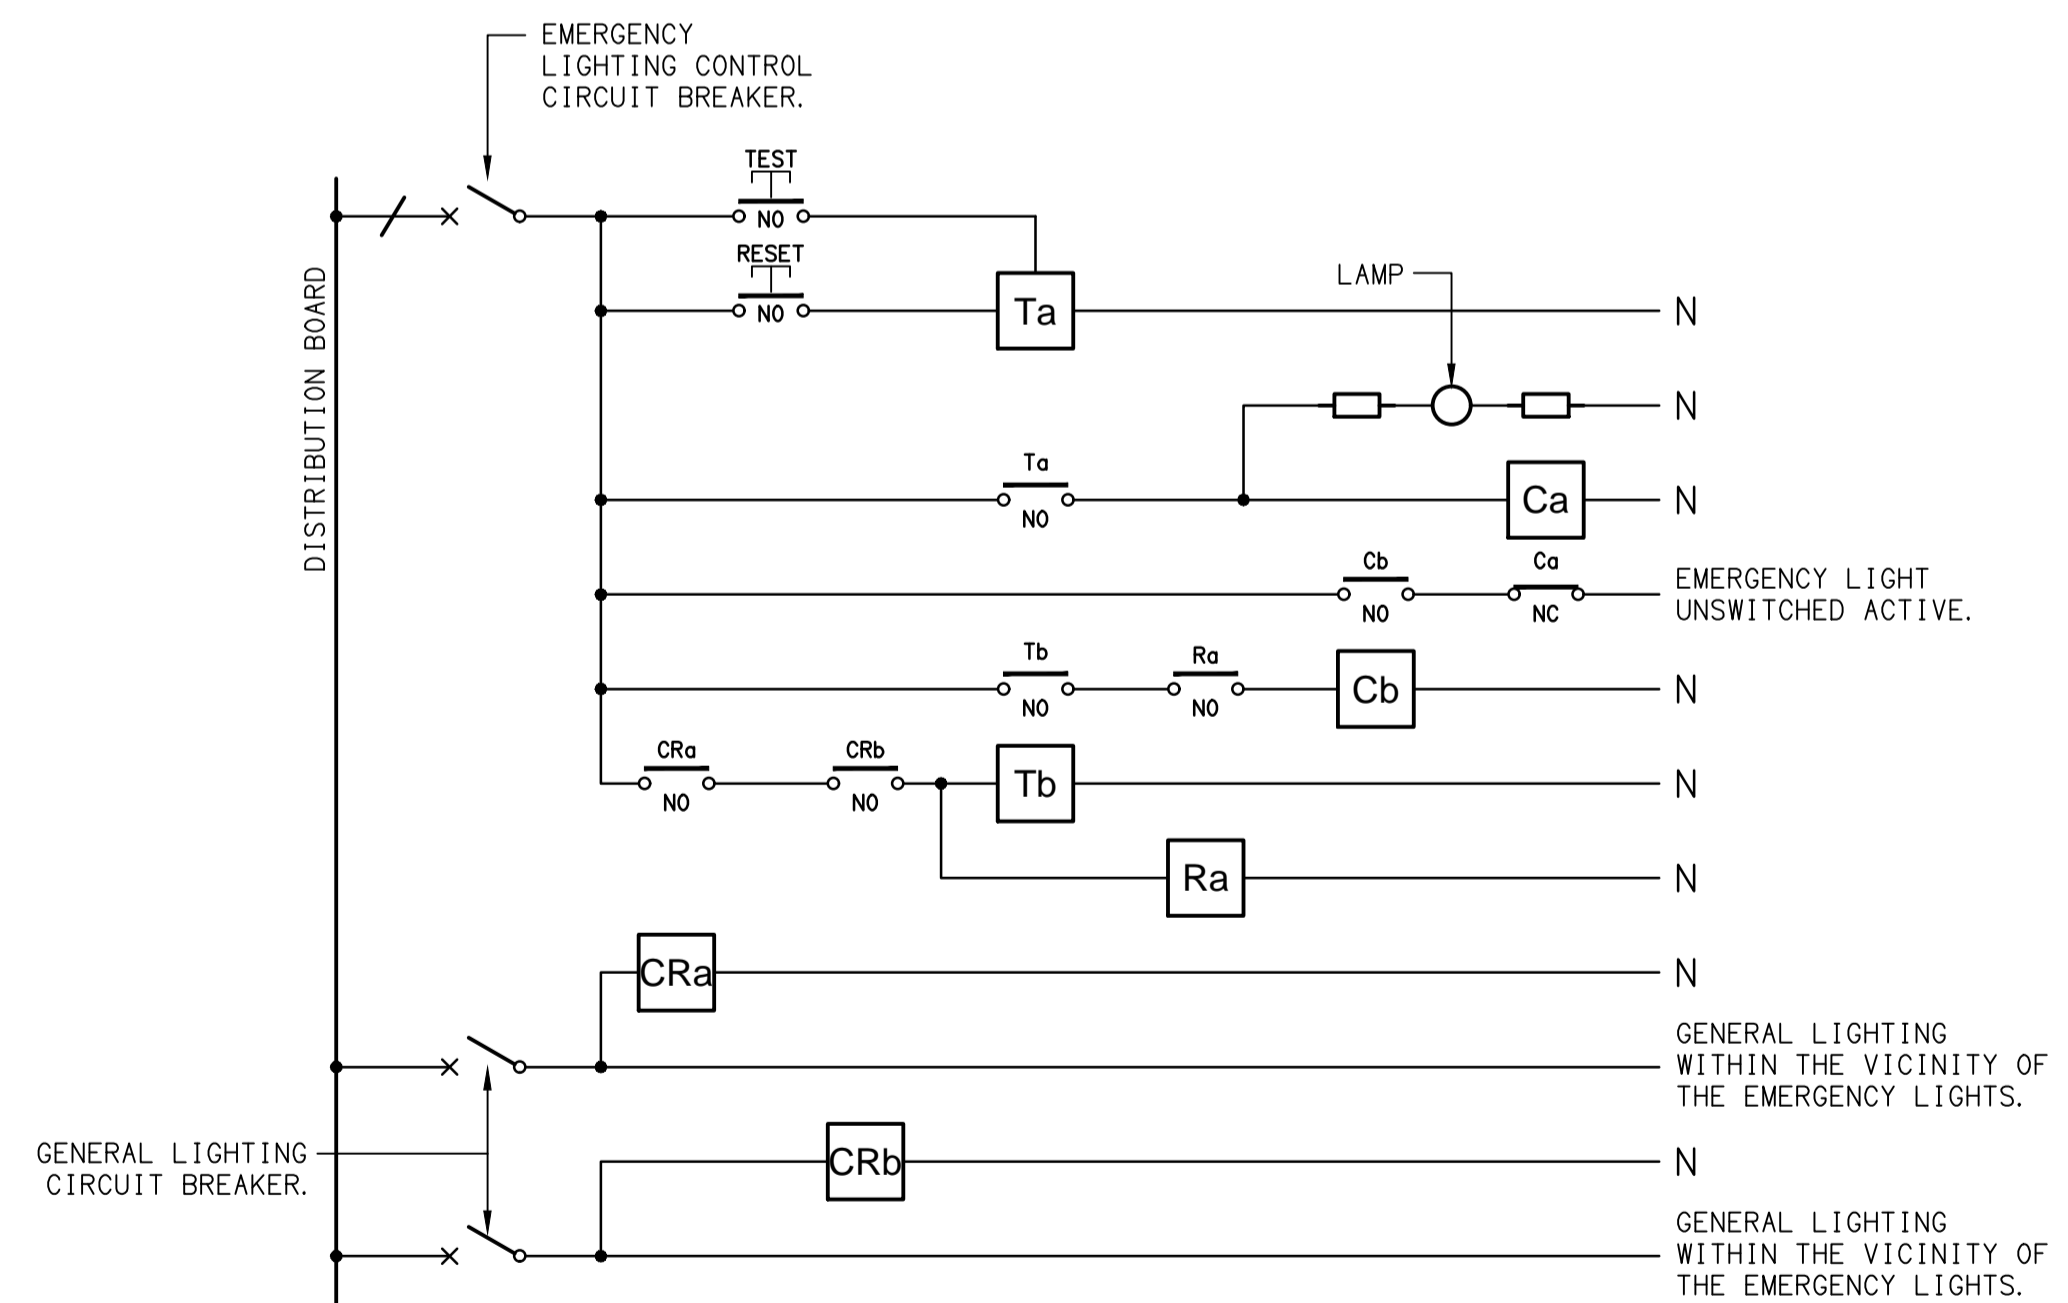 EMERGENCY
LIGHTING CONTROL
CIRCUIT BREAKER.
TEST
NO
RESET
NO
DISTRIBUTION BOARD
Ta
N
LAMP
N
Ta
NO
Ca
N
Cb
NO
Ca
NC
EMERGENCY LIGHT
UNSWITCHED ACTIVE.
Tb
NO
Ra
NO
Cb
N
CRa
NO
CRb
NO
Tb
N
Ra
N
CRa
N
GENERAL LIGHTING
WITHIN THE VICINITY OF
THE EMERGENCY LIGHTS.
GENERAL LIGHTING
CIRCUIT BREAKER.
CRb
N
GENERAL LIGHTING
WITHIN THE VICINITY OF
THE EMERGENCY LIGHTS.